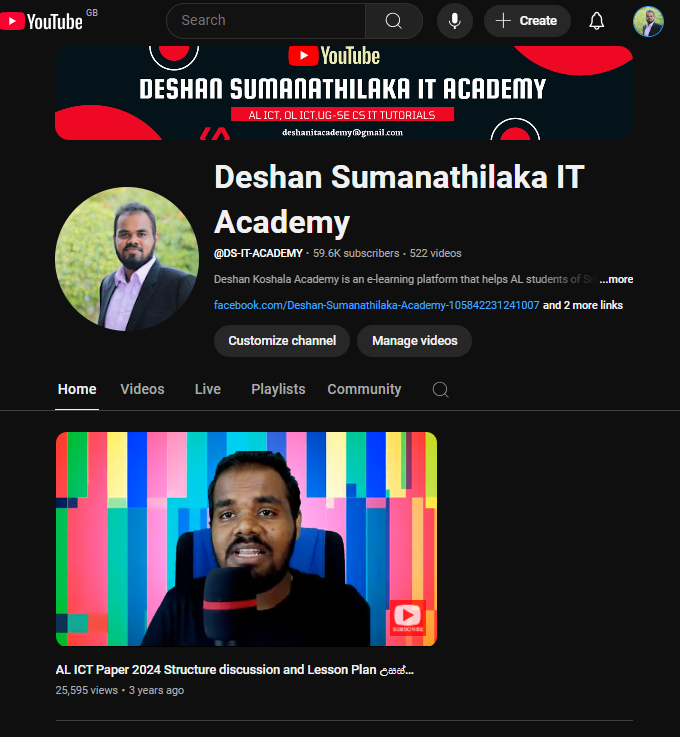 YouTube GB
Search
Create
YouTube
DESHAN SUMANATHILAKA IT ACADEMY
AL ICT, OL ICT,UG-SE CS IT TUTORIALS
deshanitacademy@gmail.com
Deshan Sumanathilaka IT
Academy
@DS-IT-ACADEMY · 59.6K subscribers · 522 videos
Deshan Koshala Academy is an e-learning platform that helps AL students of ...more
facebook.com/Deshan-Sumanathilaka-Academy-105842231241007 and 2 more links
Customize channel
Manage videos
Home
Videos
Live
Playlists
Community
SUBSCRIBE
AL ICT Paper 2024 Structure discussion and Lesson Plan උසස්...
25,595 views • 3 years ago